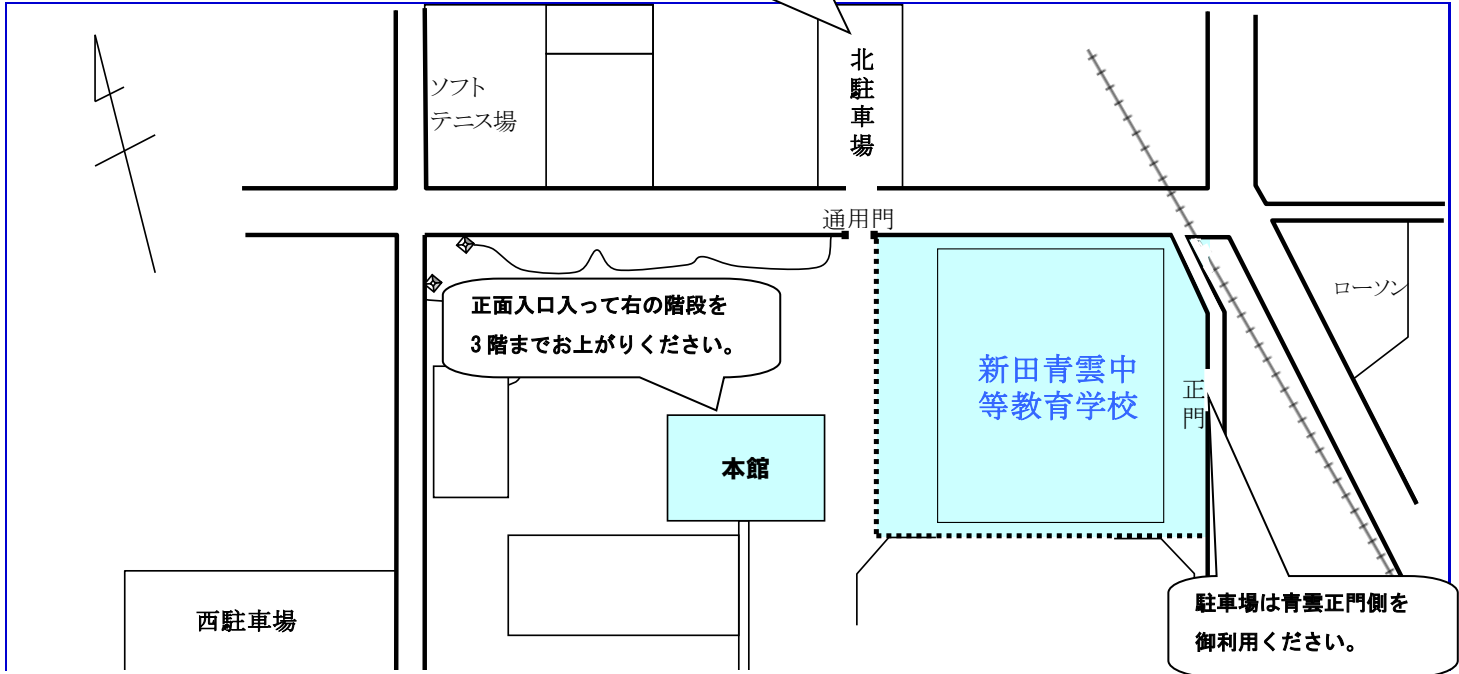 北駐車場
ソフト
テニス場
通用門
ローソン
正面入口入って右の階段を
3階までお上がりください。
新田青雲中
等教育学校
正門
本館
駐車場は青雲正門側を
御利用ください。
西駐車場